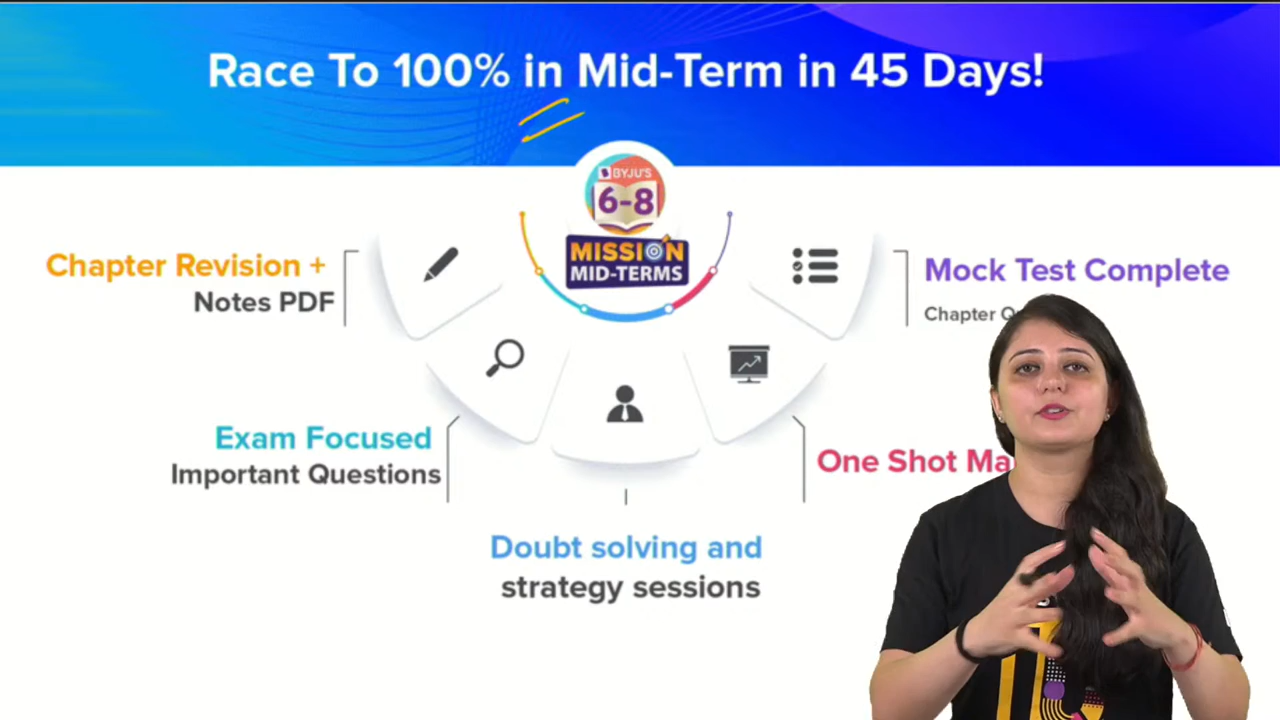 Race To 100% in Mid-Term in 45 Days!
BYJU'S
6-8
MISSION
MID-TERMS
Chapter Revision +
Notes PDF
Exam Focused
Important Questions
Doubt solving and
strategy sessions
One Shot
Mock Test Complete
Chapter